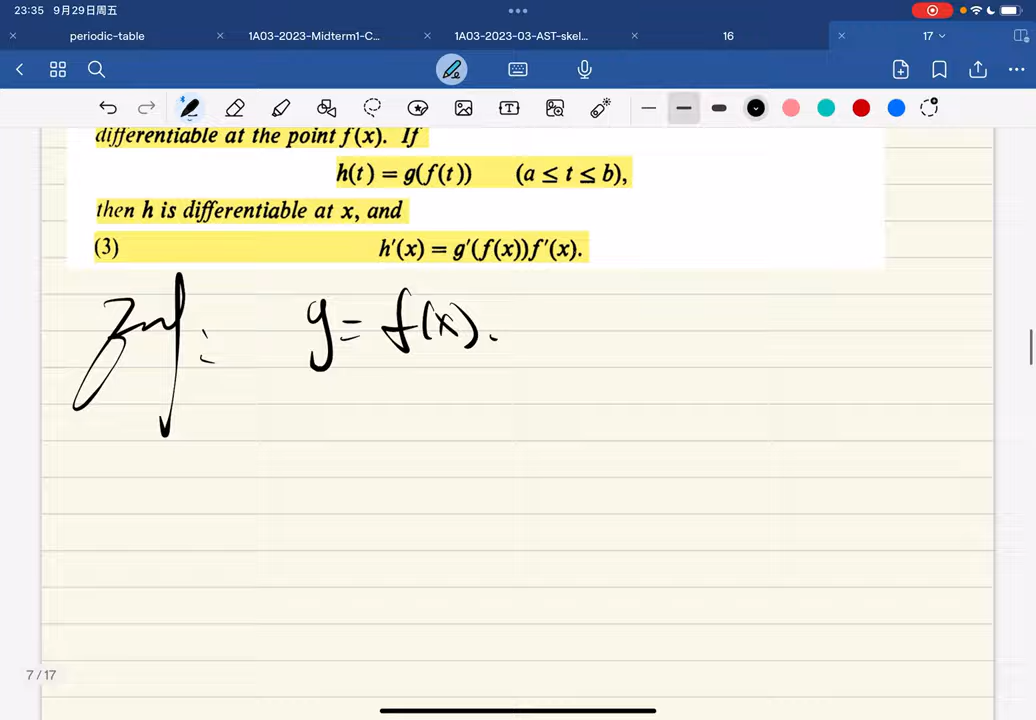 23:35 9月29日周五
periodic-table
1A03-2023-Midterm1-C...
1A03-2023-03-AST-skel...
16
17
differentiable at the point f(x). If
h(t) = g(f(t)) (a ≤ t ≤ b),
then h is differentiable at x, and
(3) h′(x) = g′(f(x))f′(x).
y = f(x).
7 / 17